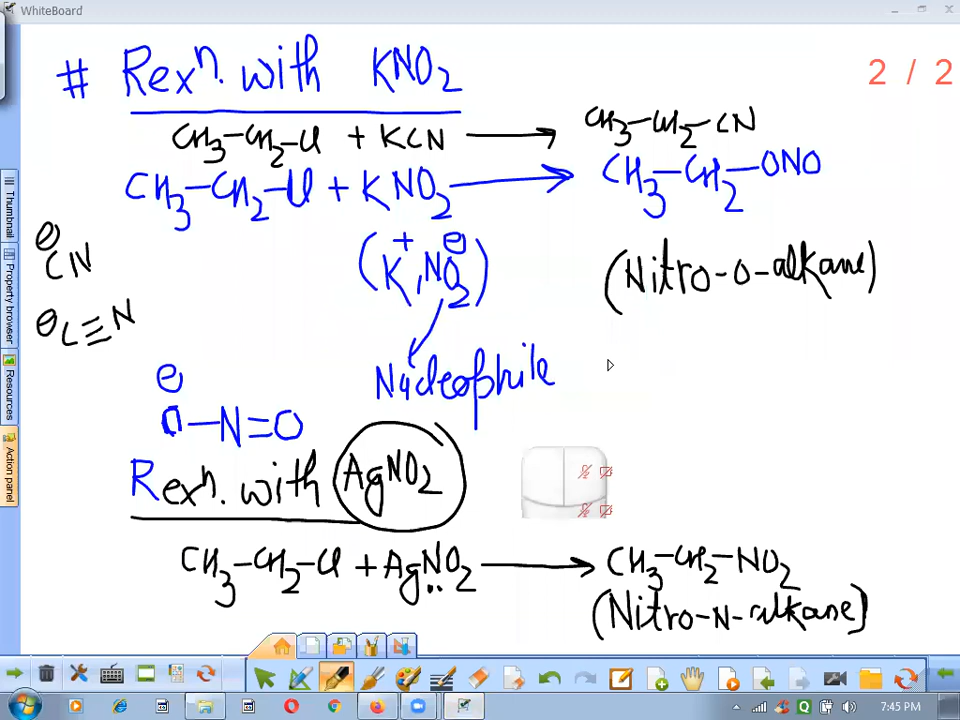 WhiteBoard
2 / 2
# Rexⁿ. with KNO₂
CH₃–CH₂–Cl + KCN ⟶ CH₃–CH₂–CN
CH₃–CH₂–Cl + KNO₂ ⟶ CH₃–CH₂–ONO
(K⁺, NO₂⊖)
(Nitro-O-alkane)
⊖CN
⊖C≡N
Nucleophile
⊖O–N=O
Rexⁿ. with AgNO₂
CH₃–CH₂–Cl + AgNO₂ ⟶ CH₃–CH₂–NO₂
(Nitro-N-alkane)
Thumbnail
Property browser
Resources
Action panel
7:45 PM